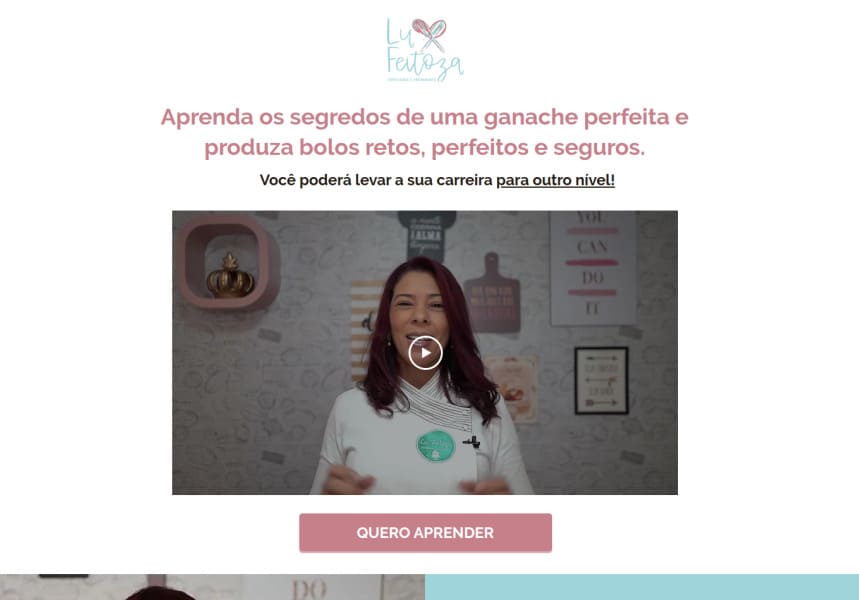 Lu
Feitoza
Aprenda os segredos de uma ganache perfeita e
produza bolos retos, perfeitos e seguros.
Você poderá levar a sua carreira para outro nível!
YOU
CAN
DO
IT
QUERO APRENDER
DO